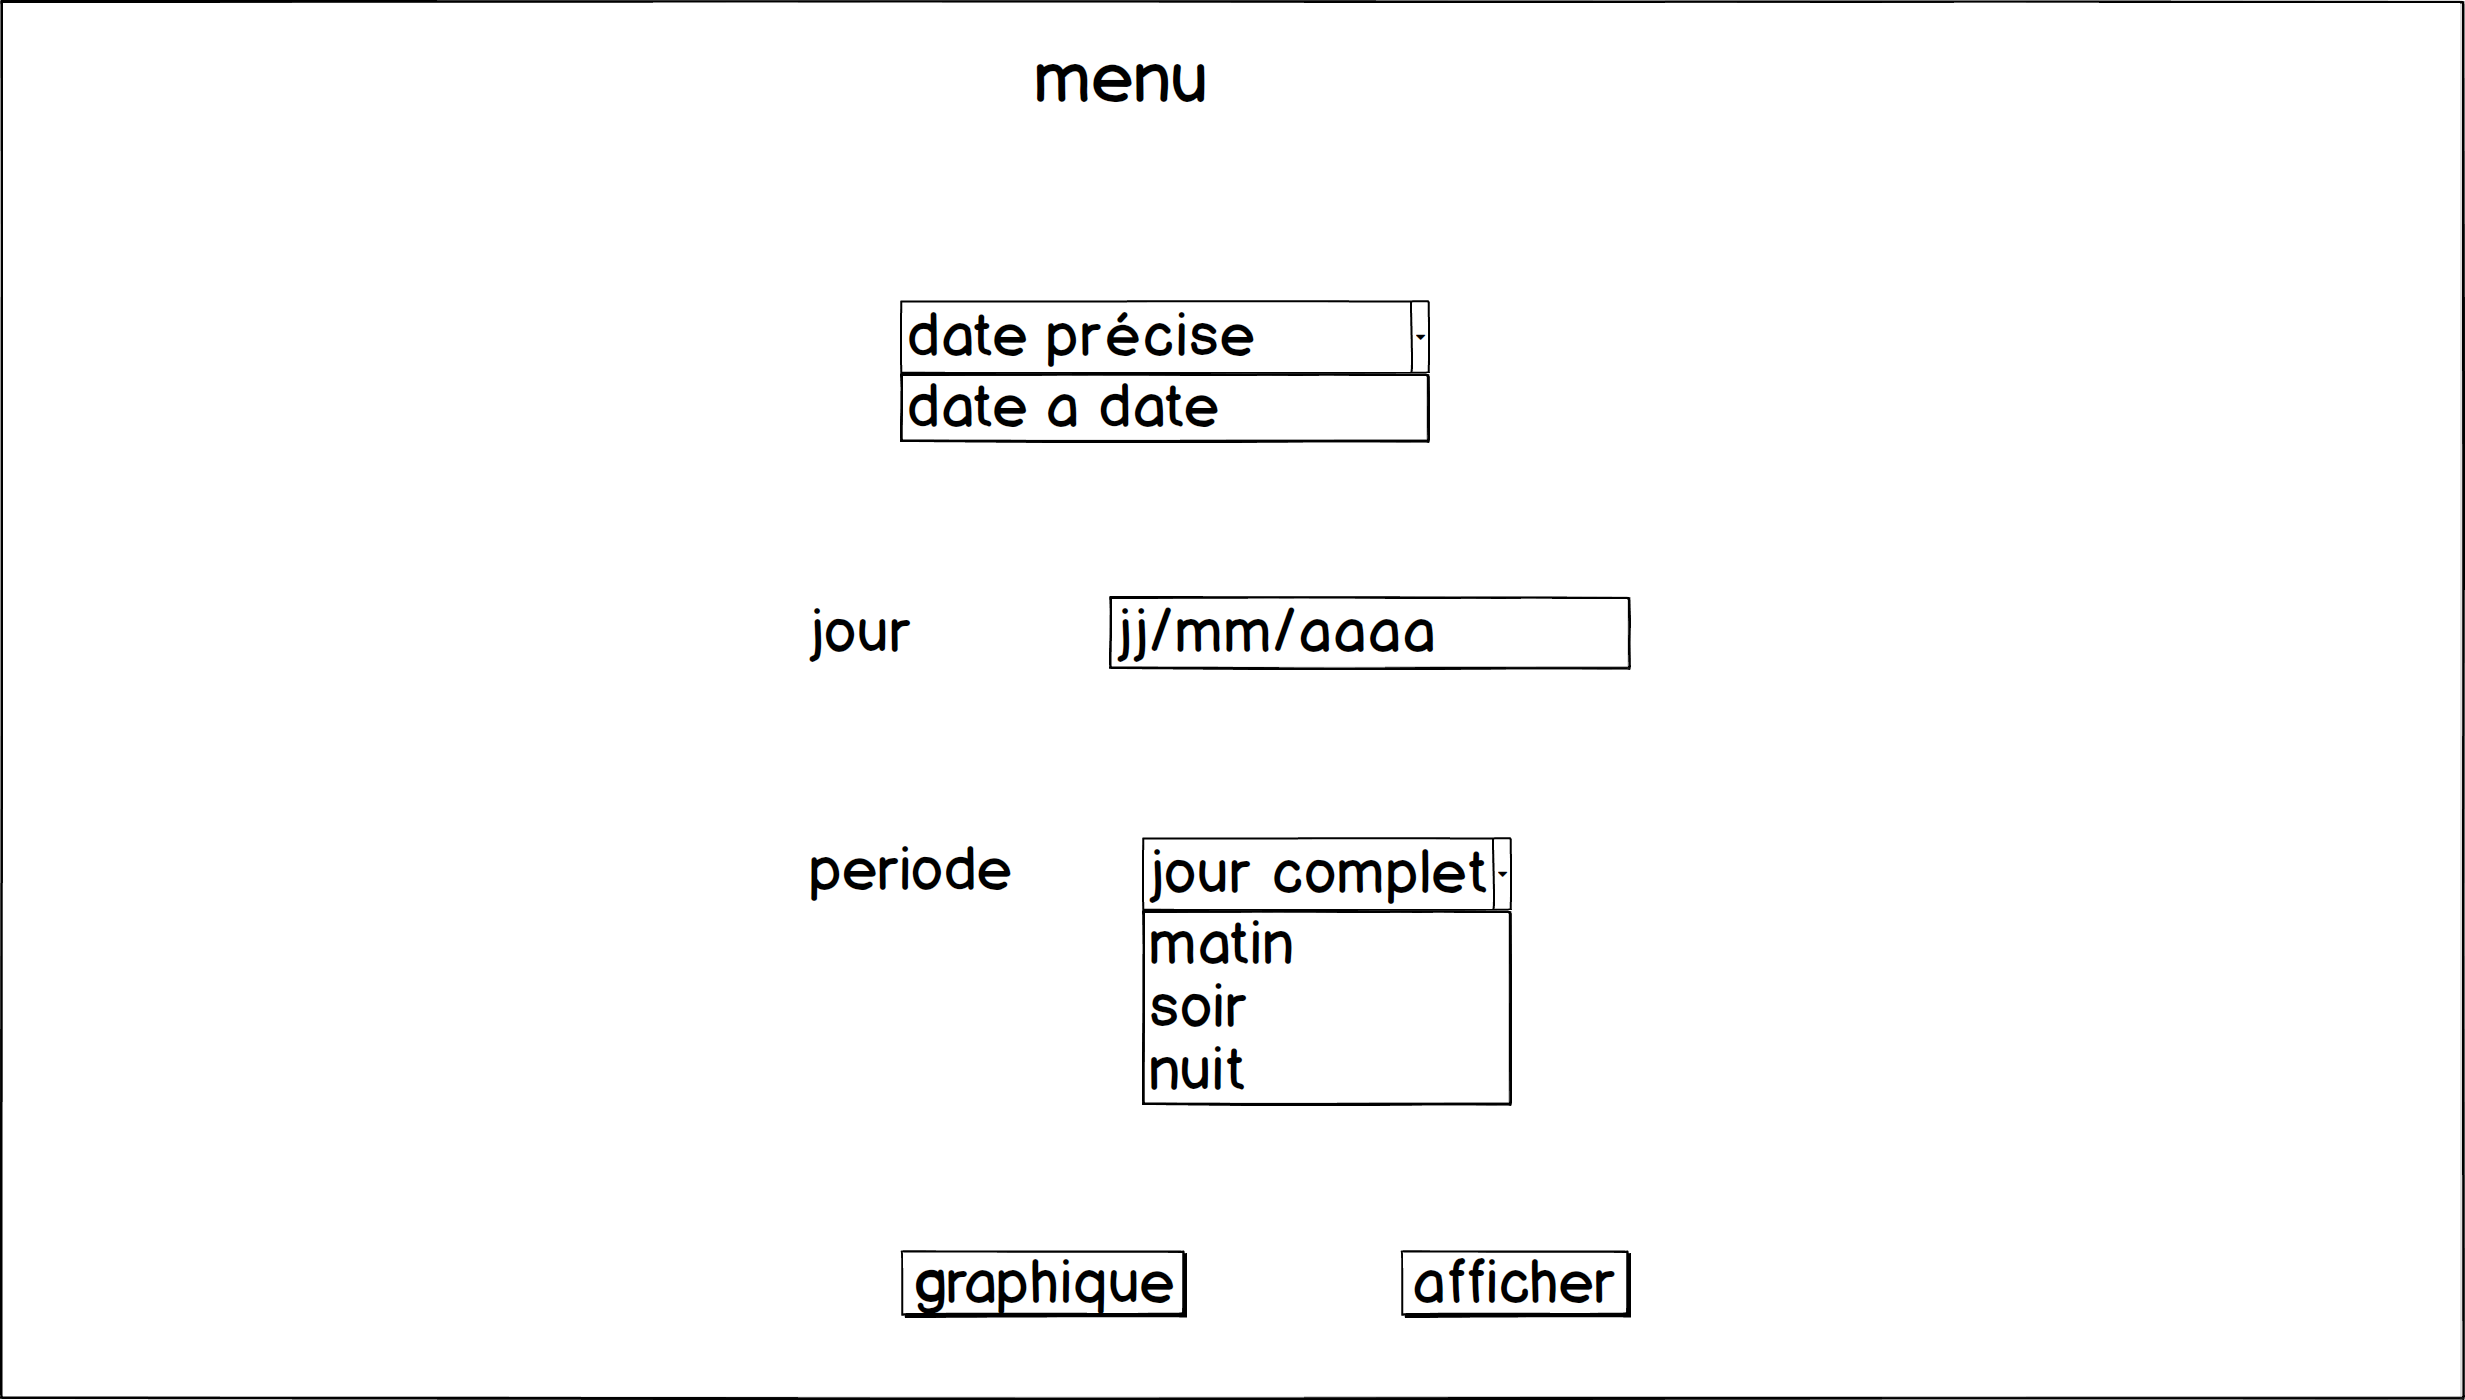 menu
date précise
date a date
jour jj/mm/aaaa
periode jour complet
matin
soir
nuit
graphique afficher